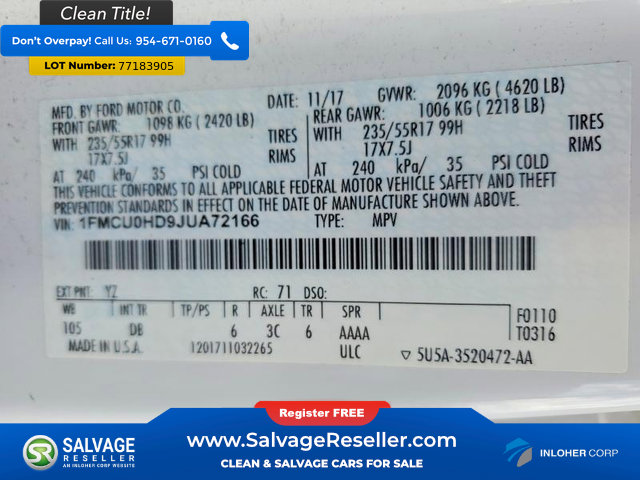 Clean Title!
Don't Overpay! Call Us: 954-671-0160
LOT Number: 77183905
MFD. BY FORD MOTOR CO.
DATE: 11/17 GVWR: 2096 KG (4620 LB)
FRONT GAWR: 1098 KG (2420 LB)
REAR GAWR: 1006 KG (2218 LB)
WITH 235/55R17 99H TIRES
WITH 235/55R17 99H TIRES
17X7.5J RIMS
17X7.5J RIMS
AT 240 kPa/ 35 PSI COLD
AT 240 kPa/ 35 PSI COLD
THIS VEHICLE CONFORMS TO ALL APPLICABLE FEDERAL MOTOR VEHICLE SAFETY AND THEFT
PREVENTION STANDARDS IN EFFECT ON THE DATE OF MANUFACTURE SHOWN ABOVE.
VIN: 1FMCU0HD9JUA72166 TYPE: MPV
EXT PNT: YZ RC: 71 DSO:
WB INT TR TP/PS R AXLE TR SPR F0110
105 DB 6 3C 6 AAAA T0316
MADE IN U.S.A. 1201711032265 ULC ▽ 5U5A-3520472-AA
Register FREE
SR
SALVAGE
RESELLER
AN INLOHER CORP WEBSITE
www.SalvageReseller.com
CLEAN & SALVAGE CARS FOR SALE
INLOHER CORP